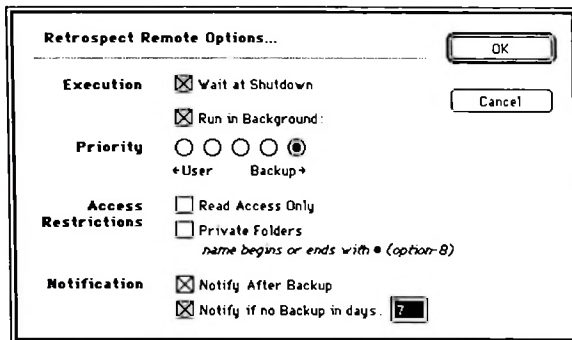 Retrospect Remote Options...
OK
Execution
Wait at Shutdown
Cancel
Run in Background:
Priority
←User Backup→
Access Restrictions
Read Access Only
Private Folders
name begins or ends with • (option-8)
Notification
Notify After Backup
Notify if no Backup in days: 7